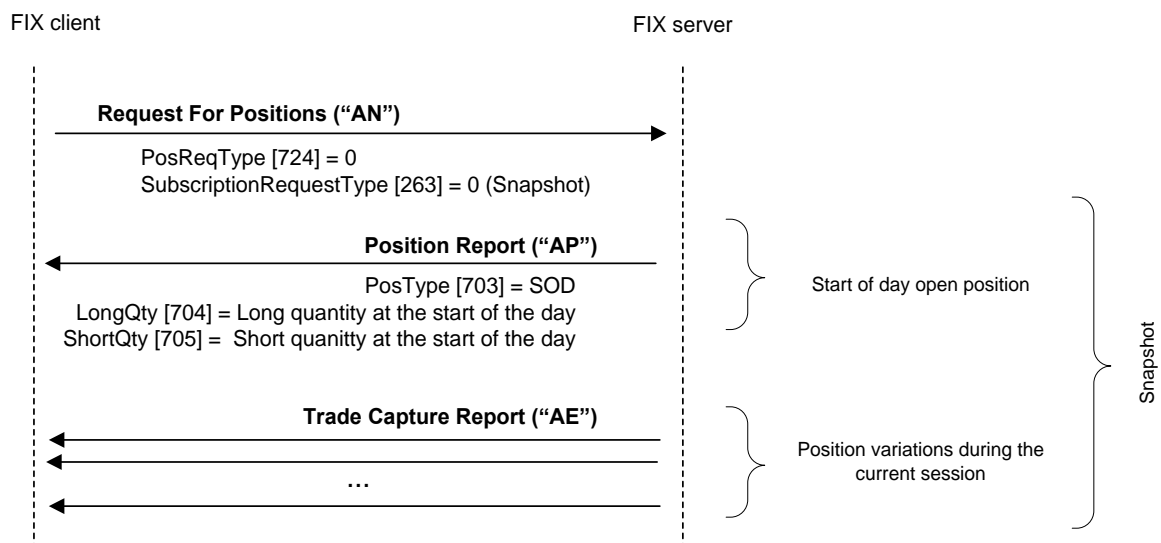 FIX client
FIX server
Request For Positions (“AN”)
PosReqType [724] = 0
SubscriptionRequestType [263] = 0 (Snapshot)
Position Report (“AP”)
PosType [703] = SOD
LongQty [704] = Long quantity at the start of the day
ShortQty [705] =  Short quanitty at the start of the day
Start of day open position
Snapshot
Trade Capture Report (“AE”)
...
Position variations during the
current session